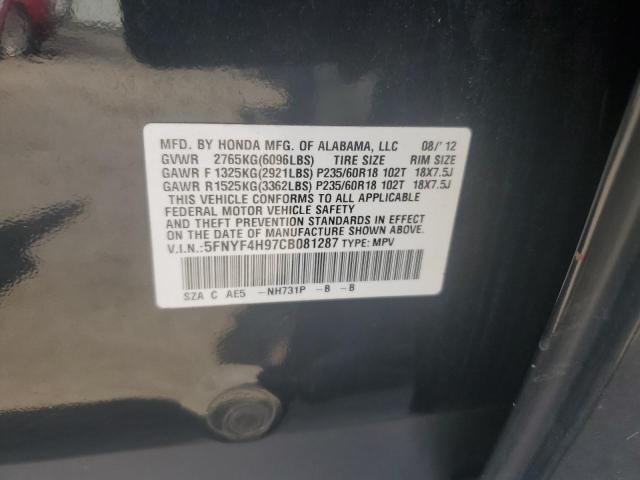 MFD. BY HONDA MFG. OF ALABAMA, LLC 08/'12
GVWR 2765KG(6096LBS) TIRE SIZE RIM SIZE
GAWR F 1325KG(2921LBS) P235/60R18 102T 18X7.5J
GAWR R 1525KG(3362LBS) P235/60R18 102T 18X7.5J
THIS VEHICLE CONFORMS TO ALL APPLICABLE
FEDERAL MOTOR VEHICLE SAFETY, BUMPER,
AND THEFT PREVENTION STANDARDS IN EFFECT
ON THE DATE OF MANUFACTURE SHOWN ABOVE.
V.I.N.:5FNYF4H97CB081287 TYPE: MPV
SZA C AE5 -NH731P -B -B